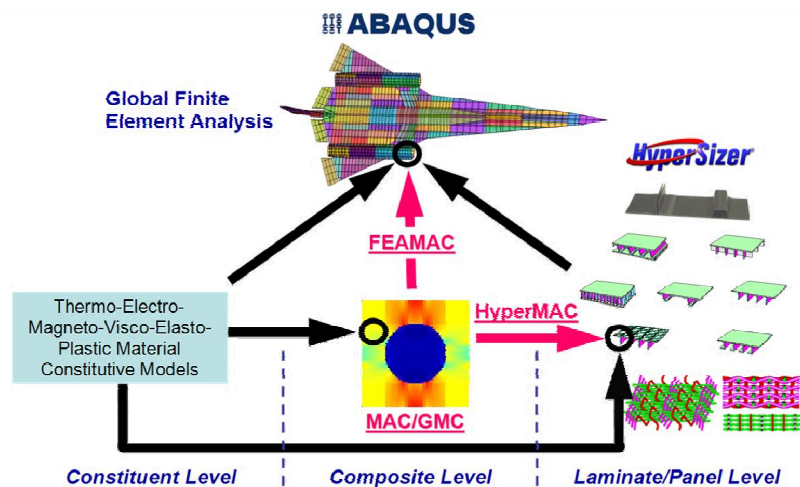 ABAQUS
Global Finite
Element Analysis
HyperSizer
FEAMAC
Thermo-Electro-
Magneto-Visco-Elasto-
Plastic Material
Constitutive Models
HyperMAC
MAC/GMC
Constituent Level
Composite Level
Laminate/Panel Level